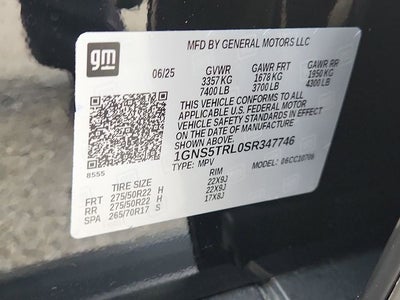 gm
MFD BY GENERAL MOTORS LLC
06/25 GVWR GAWR FRT GAWR RR
3357 KG 1678 KG 1950 KG
7400 LB 3700 LB 4300 LB
THIS VEHICLE CONFORMS TO ALL
APPLICABLE U.S. FEDERAL MOTOR
VEHICLE SAFETY STANDARDS IN EFFECT
ON THE DATE OF MANUFACTURE
1GNS5TRL0SR347746
8555 TYPE: MPV MODEL: 06CC10706
TIRE SIZE RIM
FRT 275/50R22 H 22X9J
RR 275/50R22 H 22X9J
SPA 265/70R17 S 17X8J